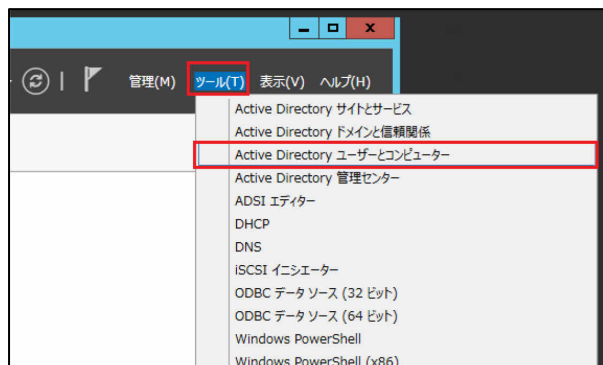 管理(M) ツール(T) 表示(V) ヘルプ(H)
Active Directory サイトとサービス
Active Directory ドメインと信頼関係
Active Directory ユーザーとコンピューター
Active Directory 管理センター
ADSI エディター
DHCP
DNS
iSCSI イニシエーター
ODBC データ ソース (32 ビット)
ODBC データ ソース (64 ビット)
Windows PowerShell
Windows PowerShell (x86)